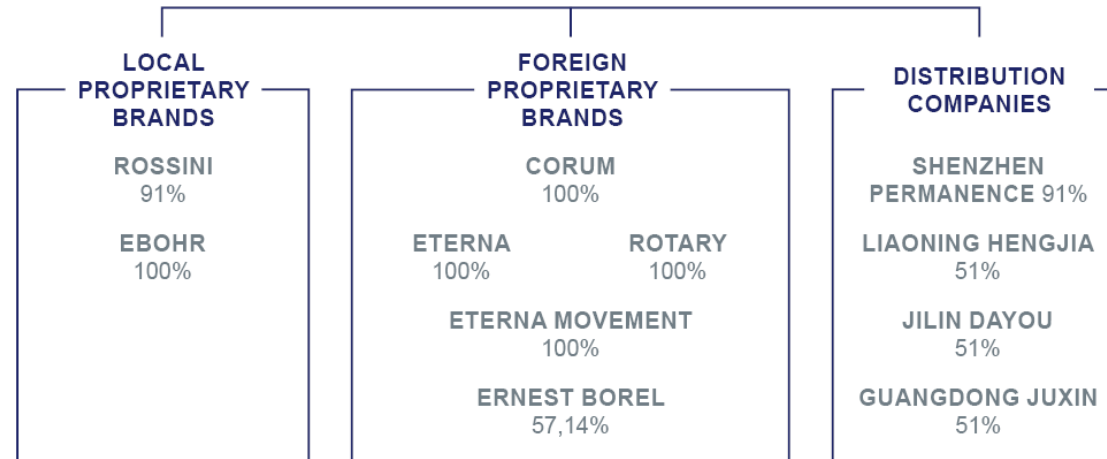 LOCAL
PROPRIETARY
BRANDS
ROSSINI
91%
EBOHR
100%
FOREIGN
PROPRIETARY
BRANDS
CORUM
100%
ETERNA
100%
ROTARY
100%
ETERNA MOVEMENT
100%
ERNEST BOREL
57,14%
DISTRIBUTION
COMPANIES
SHENZHEN
PERMANENCE 91%
LIAONING HENGJIA
51%
JILIN DAYOU
51%
GUANGDONG JUXIN
51%